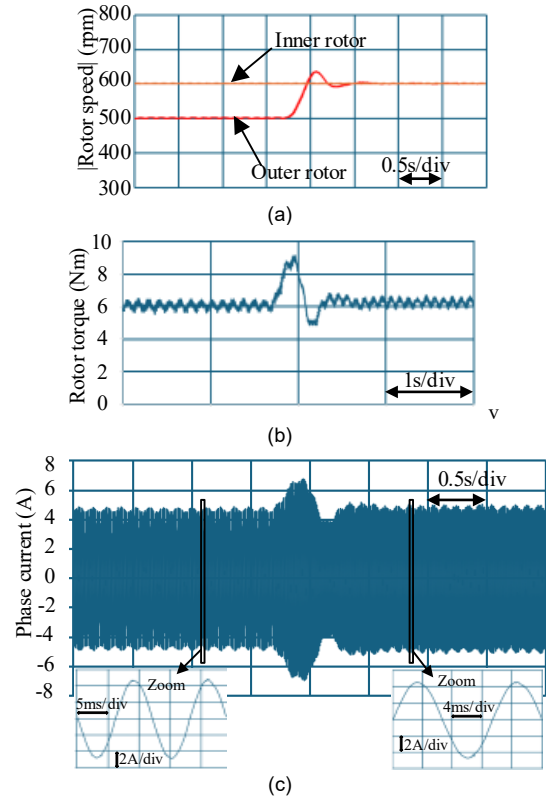 800
700
600
500
400
300
|Rotor speed| (rpm)
Inner rotor
Outer rotor
0.5s/div
(a)
10
8
6
4
2
0
Rotor torque (Nm)
1s/div
v
(b)
8
6
4
2
0
-2
-4
-6
-8
Phase current (A)
0.5s/div
Zoom
Zoom
5ms/div
2A/div
4ms/div
2A/div
(c)